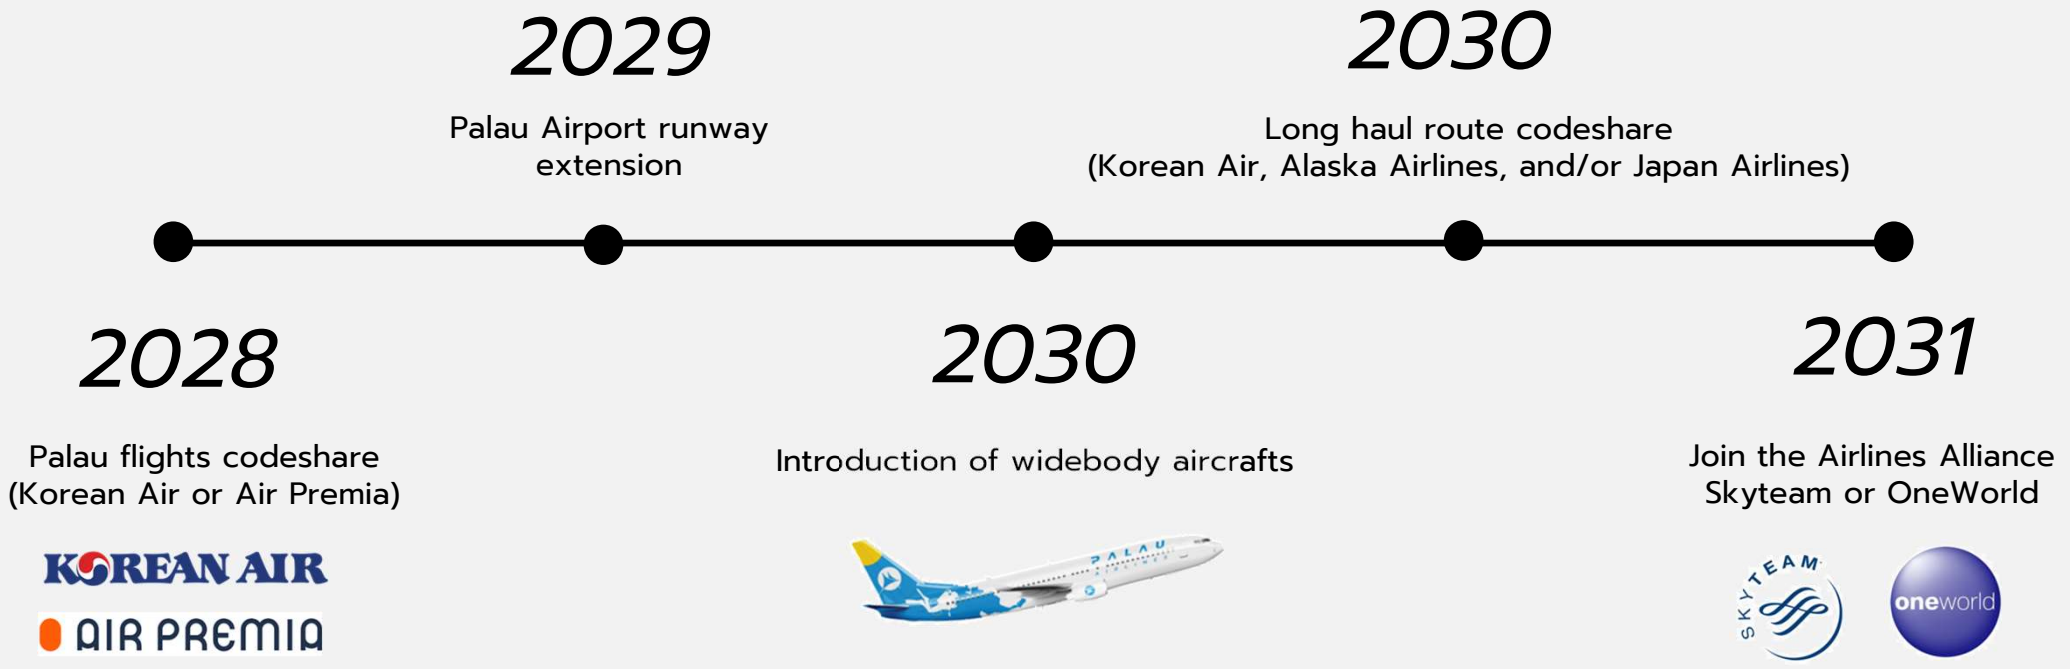 2029
Palau Airport runway
extension
2030
Long haul route codeshare
(Korean Air, Alaska Airlines, and/or Japan Airlines)
2028
Palau flights codeshare
(Korean Air or Air Premia)
KOREAN AIR
AIR PREMIA
2030
Introduction of widebody aircrafts
PALAU
AIRLINES
2031
Join the Airlines Alliance
Skyteam or OneWorld
SKYTEAM
oneworld